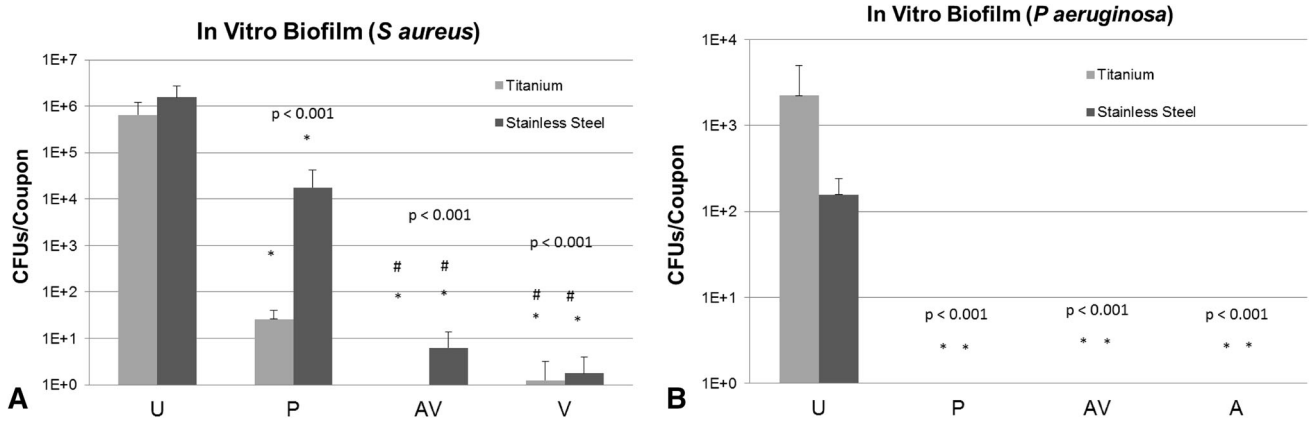 In Vitro Biofilm (S aureus)
CFUs/Coupon
1E+7
1E+6
1E+5
1E+4
1E+3
1E+2
1E+1
1E+0
Titanium
Stainless Steel
p < 0.001
*
*
p < 0.001
# #
* *
p < 0.001
# #
* *
U P AV V
A
In Vitro Biofilm (P aeruginosa)
CFUs/Coupon
1E+4
1E+3
1E+2
1E+1
1E+0
Titanium
Stainless Steel
p < 0.001
* *
p < 0.001
* *
p < 0.001
* *
U P AV A
B